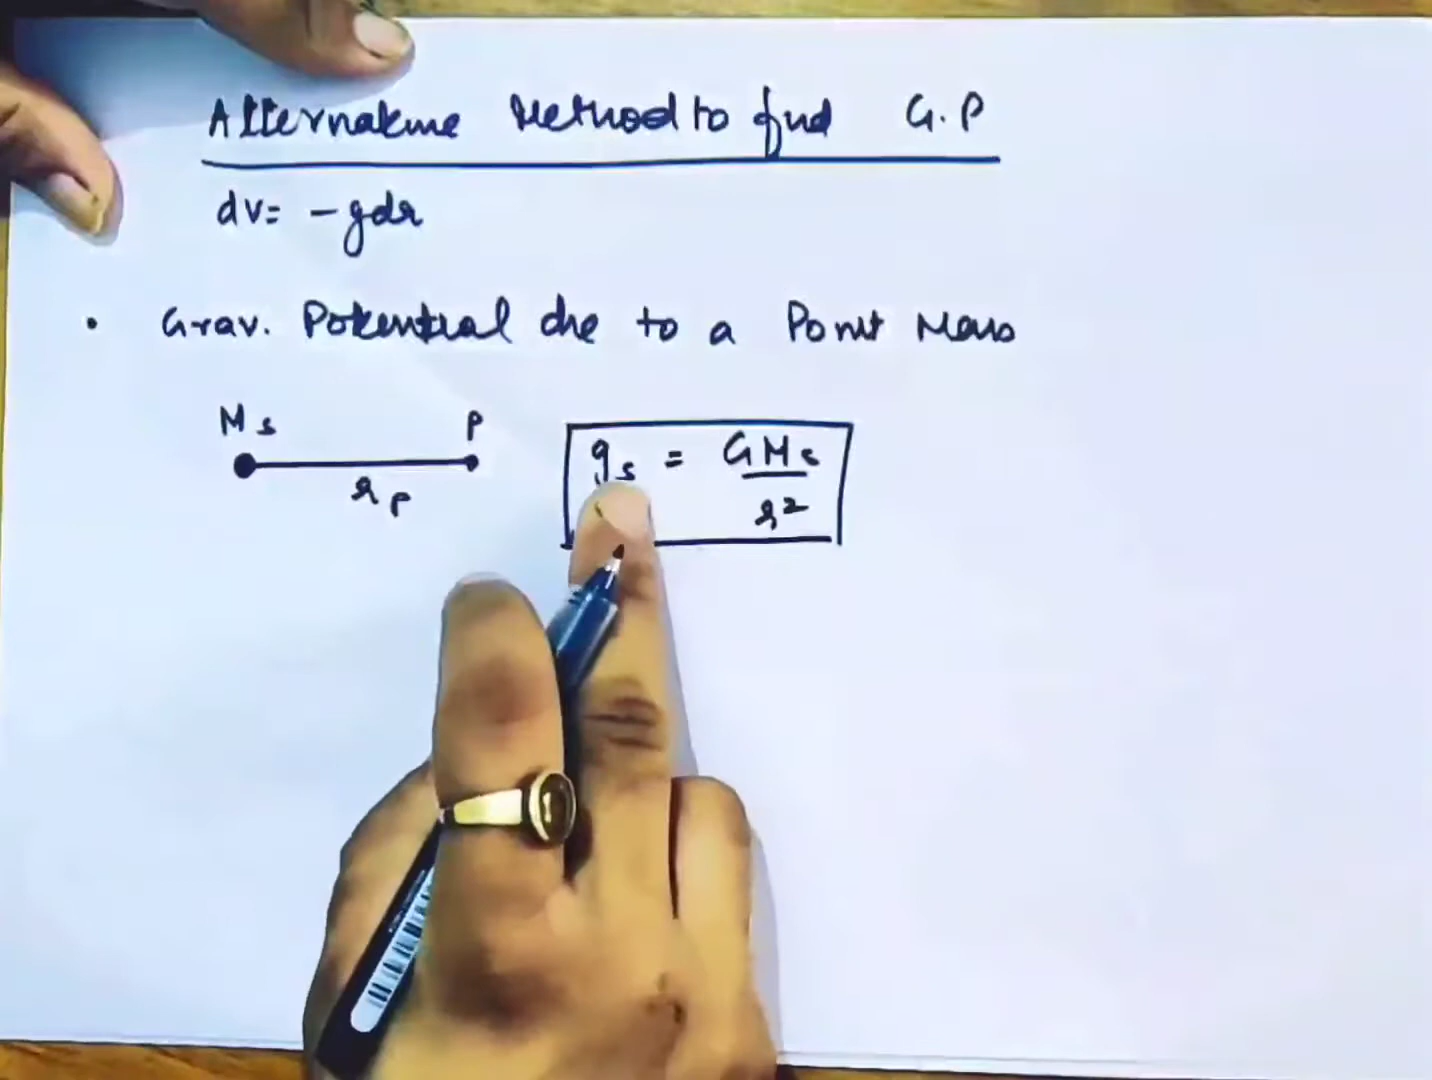 Alternative Method to find G.P
dv = -gdr
• Grav. Potential due to a Point Mass
Ms P
rp
gs = GMs
r²